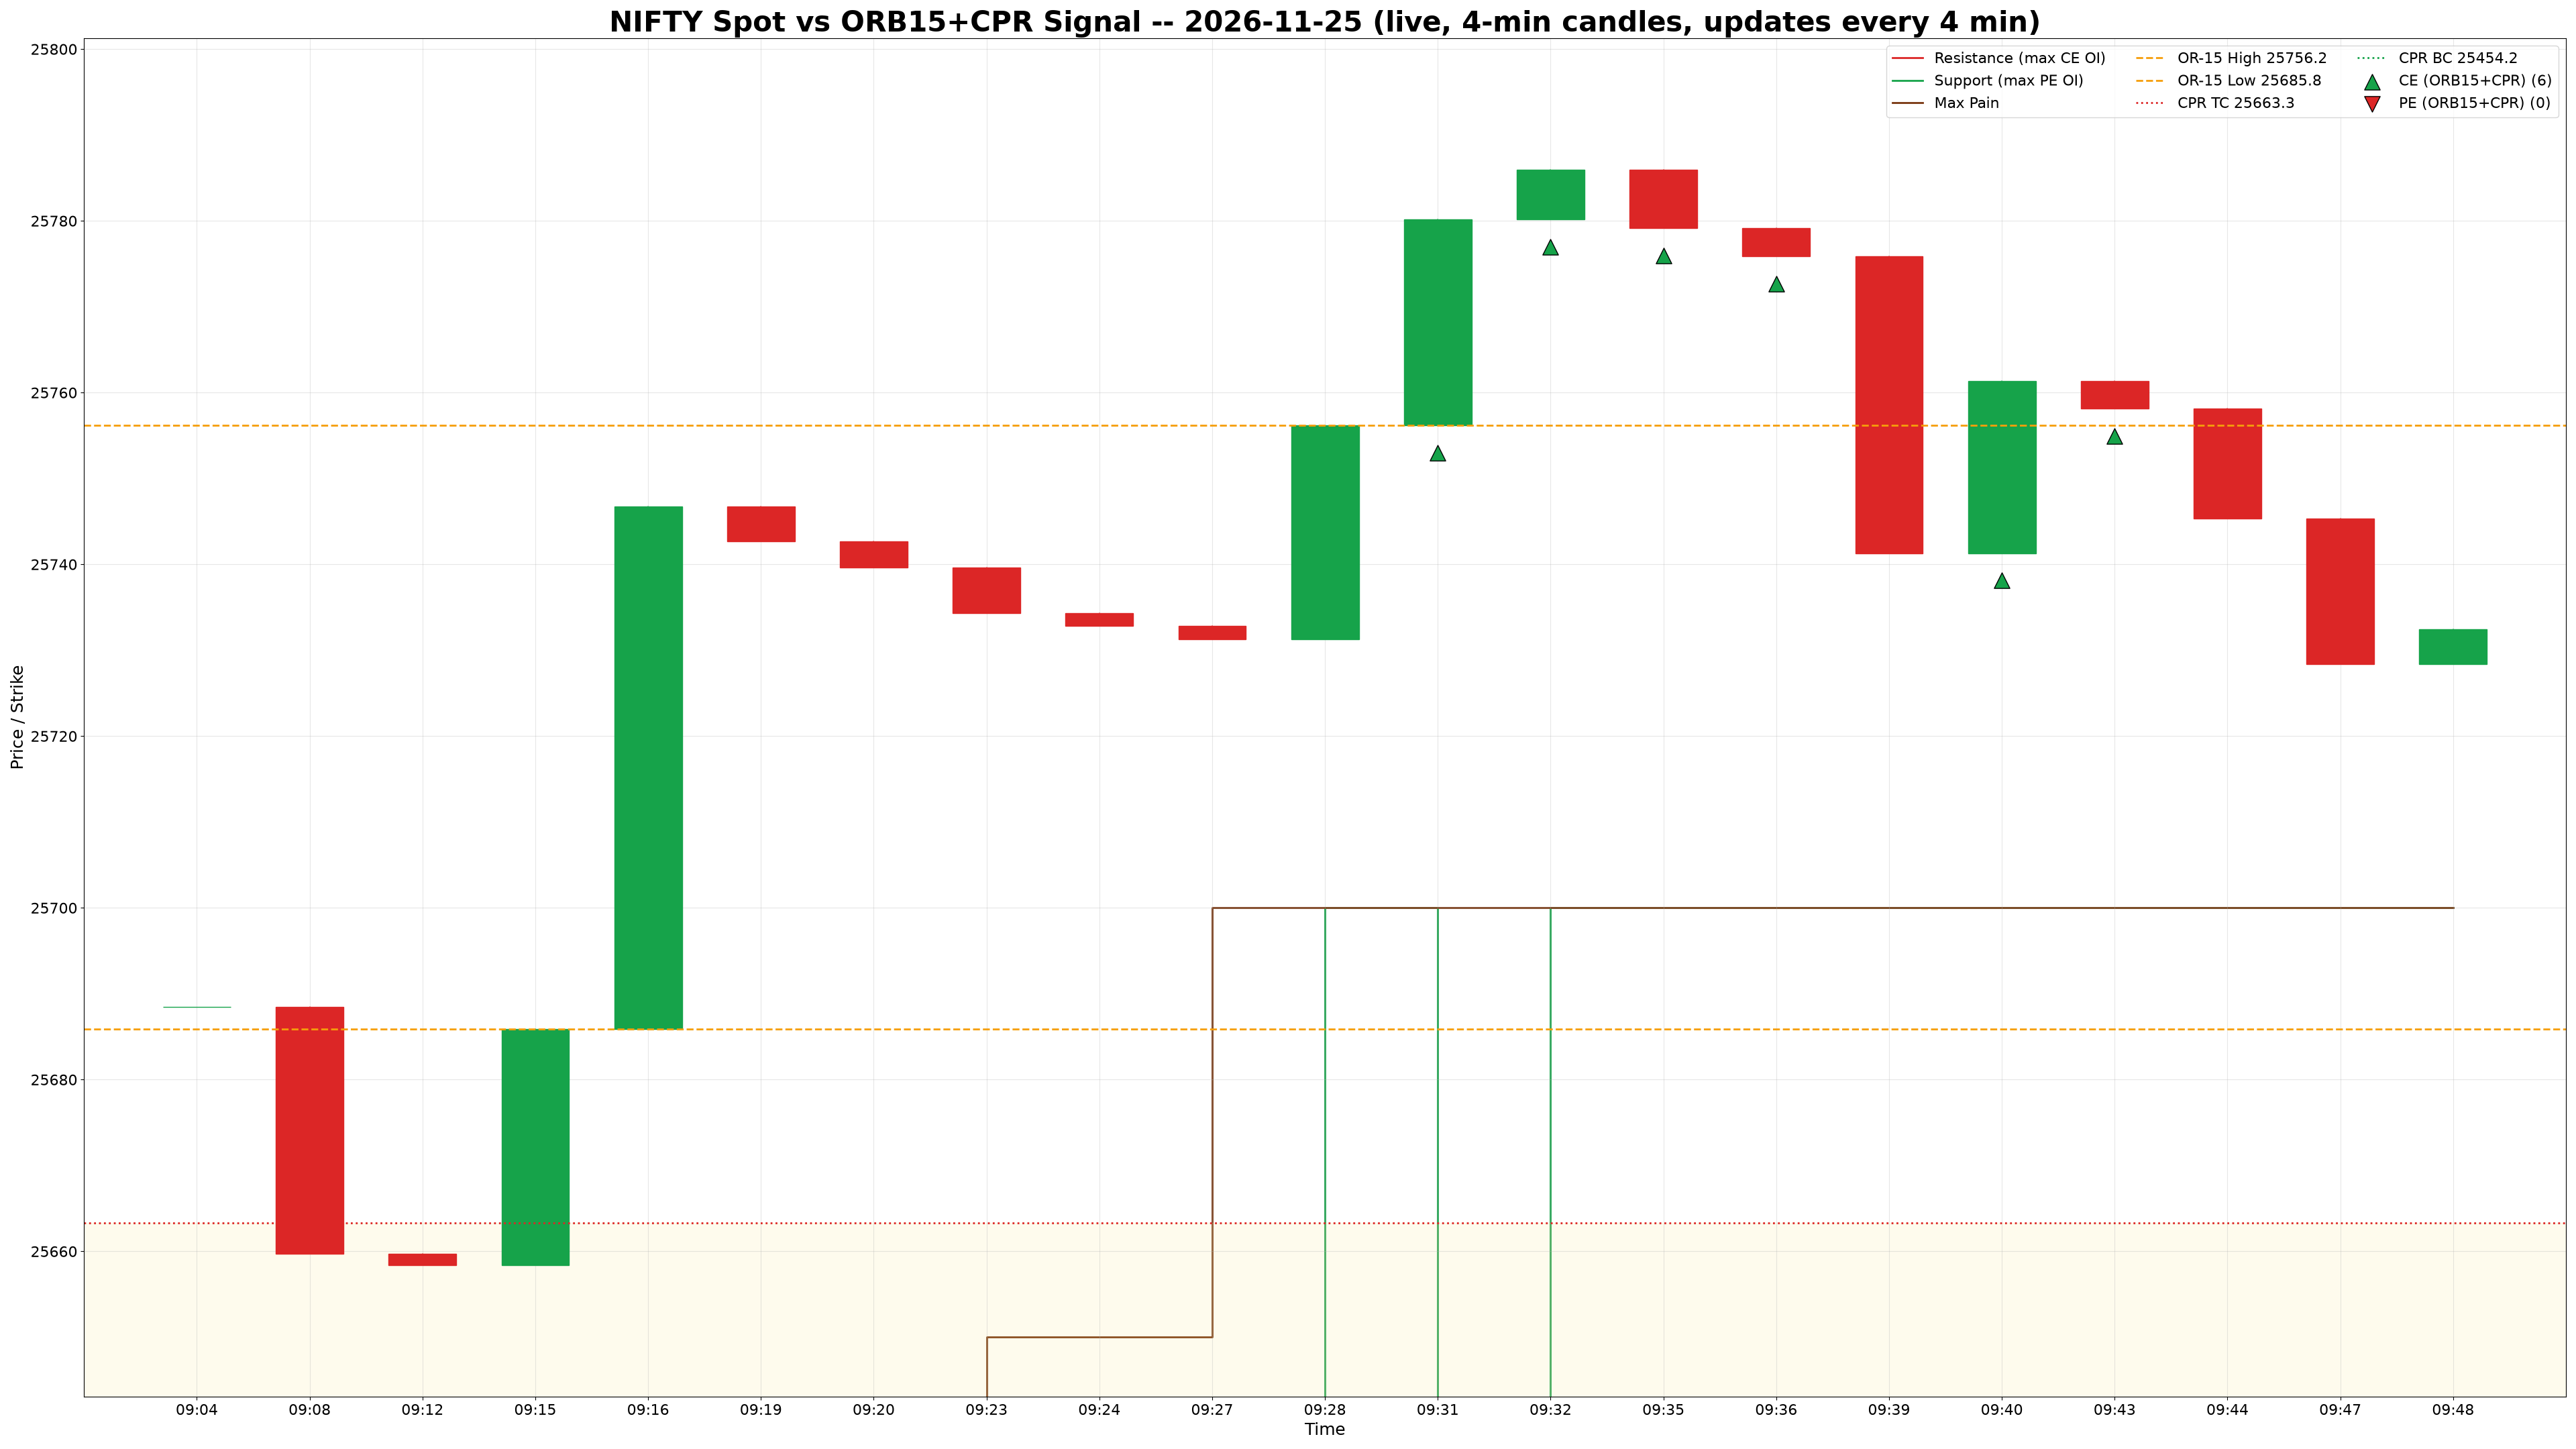 NIFTY Spot vs ORB15+CPR Signal -- 2026-11-25 (live, 4-min candles, updates every 4 min)
Resistance (max CE OI)
Support (max PE OI)
Max Pain
OR-15 High 25756.2
OR-15 Low 25685.8
CPR TC 25663.3
CPR BC 25454.2
CE (ORB15+CPR) (6)
PE (ORB15+CPR) (0)
Price / Strike
25800
25780
25760
25740
25720
25700
25680
25660
09:04 09:08 09:12 09:15 09:16 09:19 09:20 09:23 09:24 09:27 09:28 09:31 09:32 09:35 09:36 09:39 09:40 09:43 09:44 09:47 09:48
Time